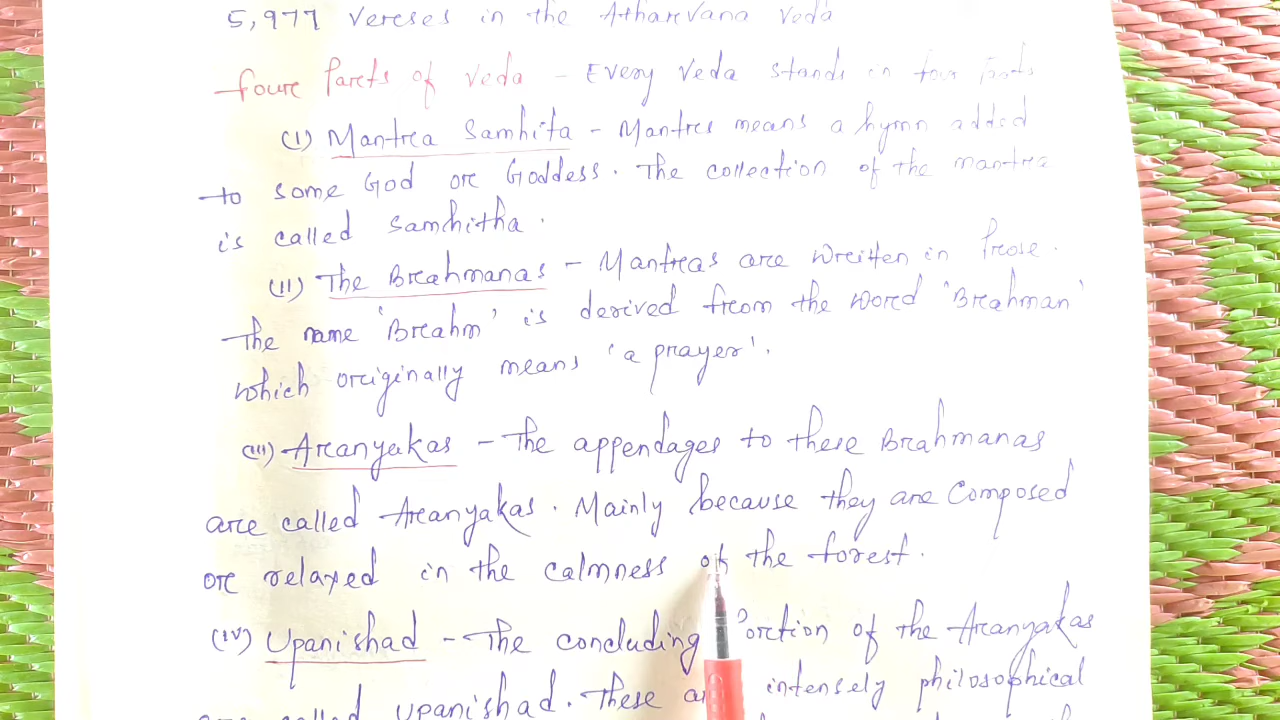 5,977 Verses in the Atharvana Veda
Four Parts of Veda - Every Veda stands in four Parts
(I) Mantra Samhita - Mantra means a hymn added
to some God or Goddess. The collection of the mantra
is called Samhitha.
(II) The Brahmanas - Mantras are written in Prose.
The name 'Brahm' is derived from the word 'Brahman'
which originally means 'a prayer'.
(III) Aranyakas - The appendages to these Brahmanas
are called Aranyakas. Mainly because they are composed
or relaxed in the calmness of the forest.
(IV) Upanishad - The concluding Portion of the Aranyakas
are called Upanishad. These intensely philosophical